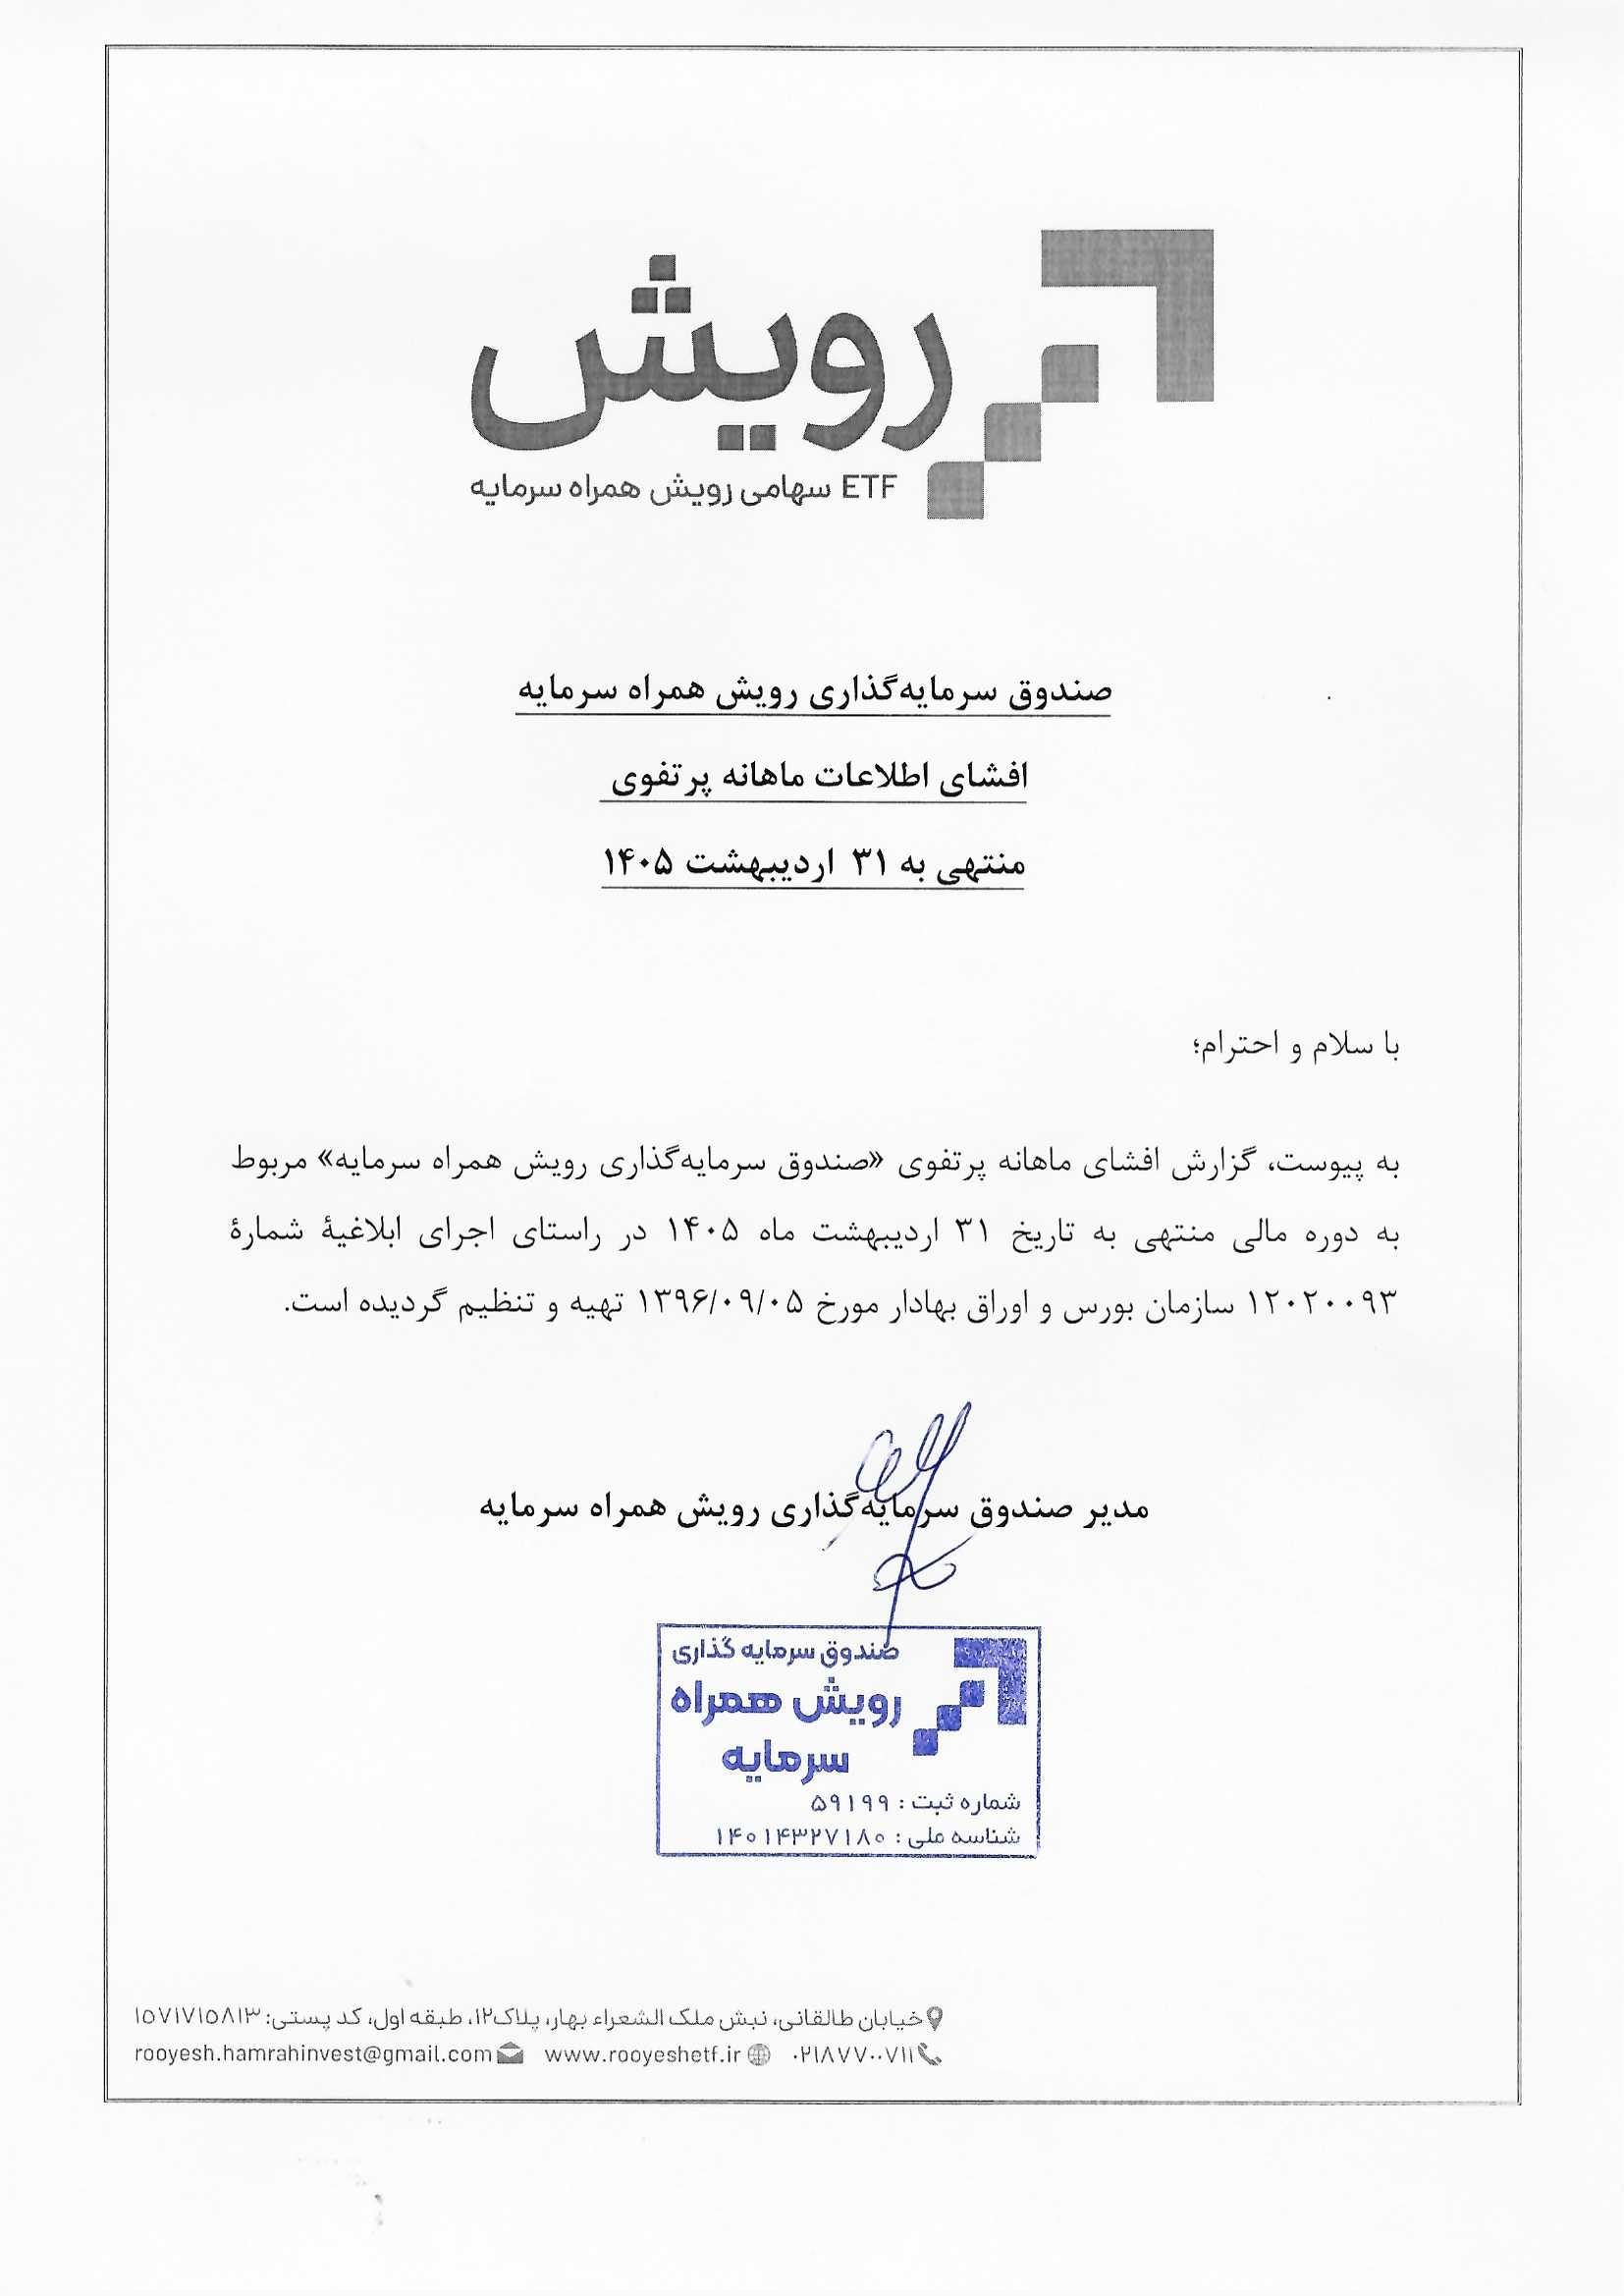 رویش
ETF سهامی رویش همراه سرمایه
صندوق سرمایه‌گذاری رویش همراه سرمایه
افشای اطلاعات ماهانه پرتفوی
منتهی به ۳۱ اردیبهشت ۱۴۰۵
با سلام و احترام؛
به پیوست، گزارش افشای ماهانه پرتفوی «صندوق سرمایه‌گذاری رویش همراه سرمایه» مربوط
به دوره مالی منتهی به تاریخ ۳۱ اردیبهشت ماه ۱۴۰۵ در راستای اجرای ابلاغیهٔ شمارهٔ
۱۲۰۲۰۰۹۳ سازمان بورس و اوراق بهادار مورخ ۱۳۹۶/۰۹/۰۵ تهیه و تنظیم گردیده است.
مدیر صندوق سرمایه‌گذاری رویش همراه سرمایه
صندوق سرمایه گذاری
رویش همراه
سرمایه
شماره ثبت : ۵۹۱۹۹
شناسه ملی : ۱۴۰۱۴۳۲۷۱۸۰
خیابان طالقانی، نبش ملک الشعراء بهار، پلاک۱۲، طبقه اول، کد پستی: ۱۵۷۱۷۱۵۸۱۳
۰۲۱۸۷۷۰۰۷۱۱ www.rooyeshetf.ir rooyesh.hamrahinvest@gmail.com